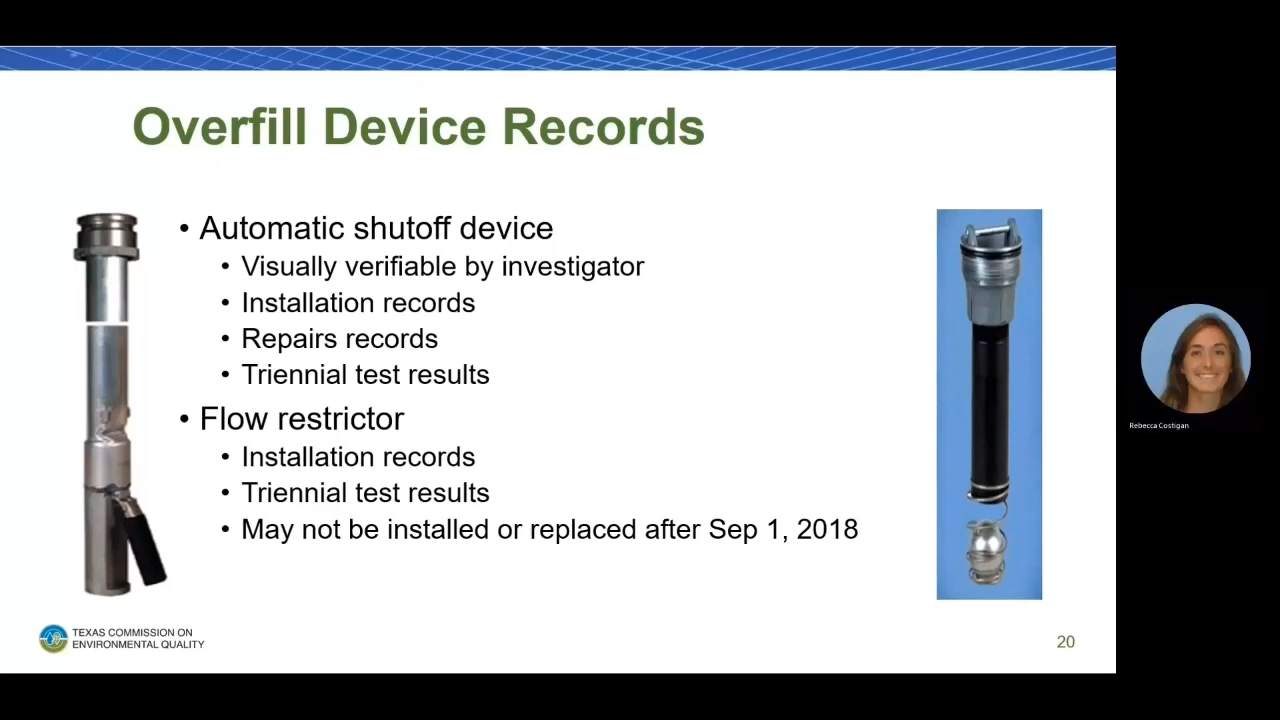 Overfill Device Records
• Automatic shutoff device
• Visually verifiable by investigator
• Installation records
• Repairs records
• Triennial test results
• Flow restrictor
• Installation records
• Triennial test results
• May not be installed or replaced after Sep 1, 2018
Rebecca Costigan
TEXAS COMMISSION ON
ENVIRONMENTAL QUALITY
20